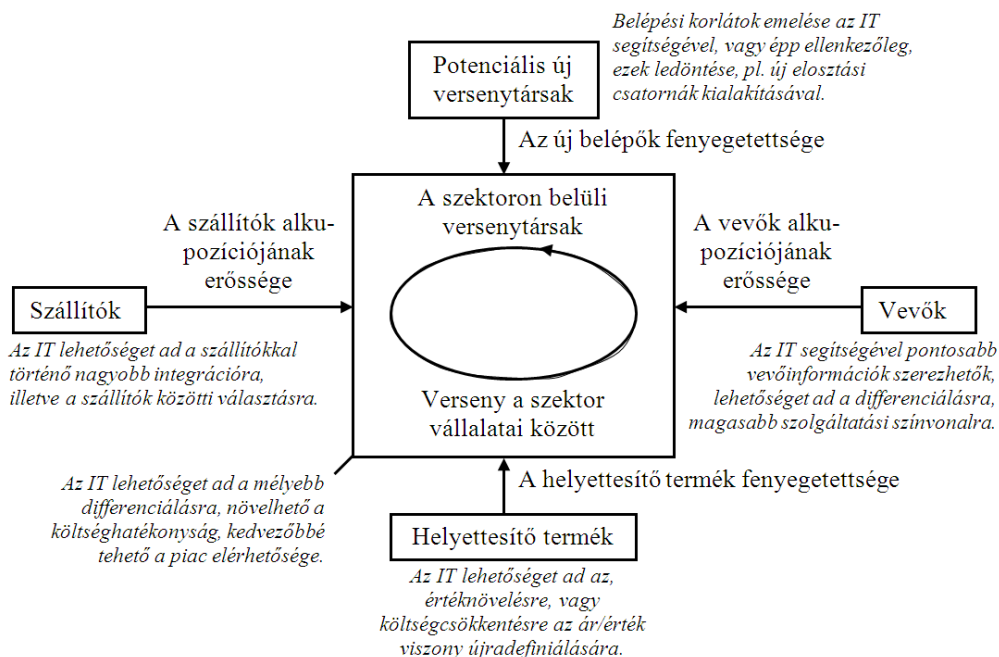 Belépési korlátok emelése az IT
segítségével, vagy épp ellenkezőleg,
ezek ledöntése, pl. új elosztási
csatornák kialakításával.
Potenciális új
versenytársak
Az új belépők fenyegetettsége
A szektoron belüli
versenytársak
A szállítók alku-
pozíciójának
erőssége
A vevők alku-
pozíciójának
erőssége
Szállítók
Vevők
Az IT lehetőséget ad a szállítókkal
történő nagyobb integrációra,
illetve a szállítók közötti választásra.
Az IT segítségével pontosabb
vevőinformációk szerezhetők,
lehetőséget ad a differenciálásra,
magasabb szolgáltatási színvonalra.
Verseny a szektor
vállalatai között
Az IT lehetőséget ad a mélyebb
differenciálásra, növelhető a
költséghatékonyság, kedvezőbbé
tehető a piac elérhetősége.
A helyettesítő termék fenyegetettsége
Helyettesítő termék
Az IT lehetőséget ad az,
értéknövelésre, vagy
költségcsökkentésre az ár/érték
viszony újradefiniálására.